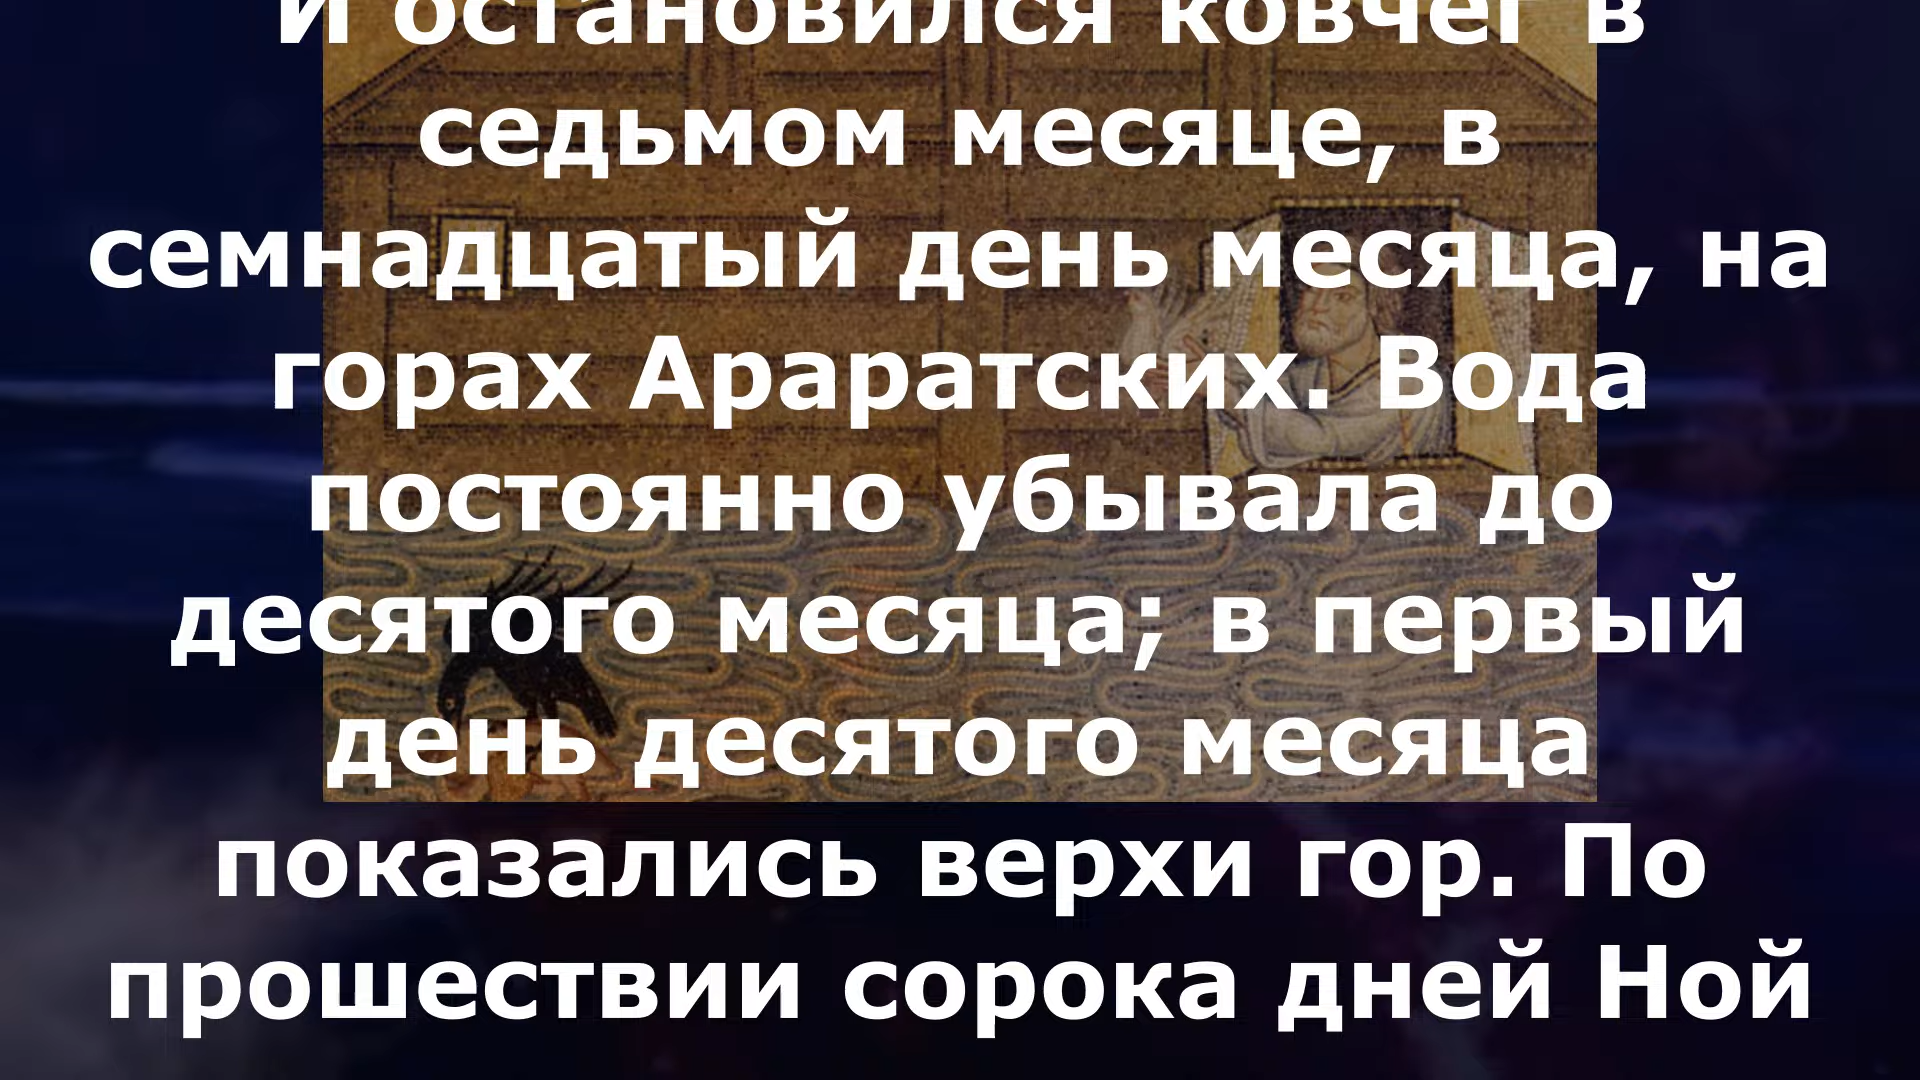 И остановился ковчег в
седьмом месяце, в
семнадцатый день месяца, на
горах Араратских. Вода
постоянно убывала до
десятого месяца; в первый
день десятого месяца
показались верхи гор. По
прошествии сорока дней Ной